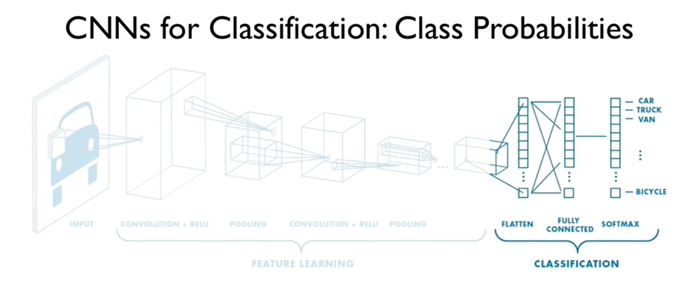 CNNs for Classification: Class Probabilities
CAR
TRUCK
VAN
BICYCLE
INPUT
CONVOLUTION + RELU
POOLING
CONVOLUTION + RELU
POOLING
FLATTEN
FULLY
CONNECTED
SOFTMAX
FEATURE LEARNING
CLASSIFICATION